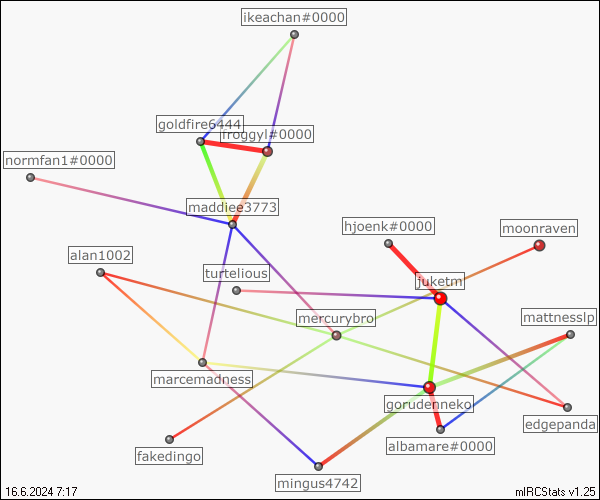 ikeachan#0000
goldfire6444
froggyl#0000
normfan1#0000
maddiee3773
hjoenk#0000
moonraven
alan1002
turtelious
juketm
mercurybro
mattnesslp
marcemadness
gorudenneko
edgepanda
albamare#0000
fakedingo
mingus4742
16.6.2024 7:17
mIRCStats v1.25